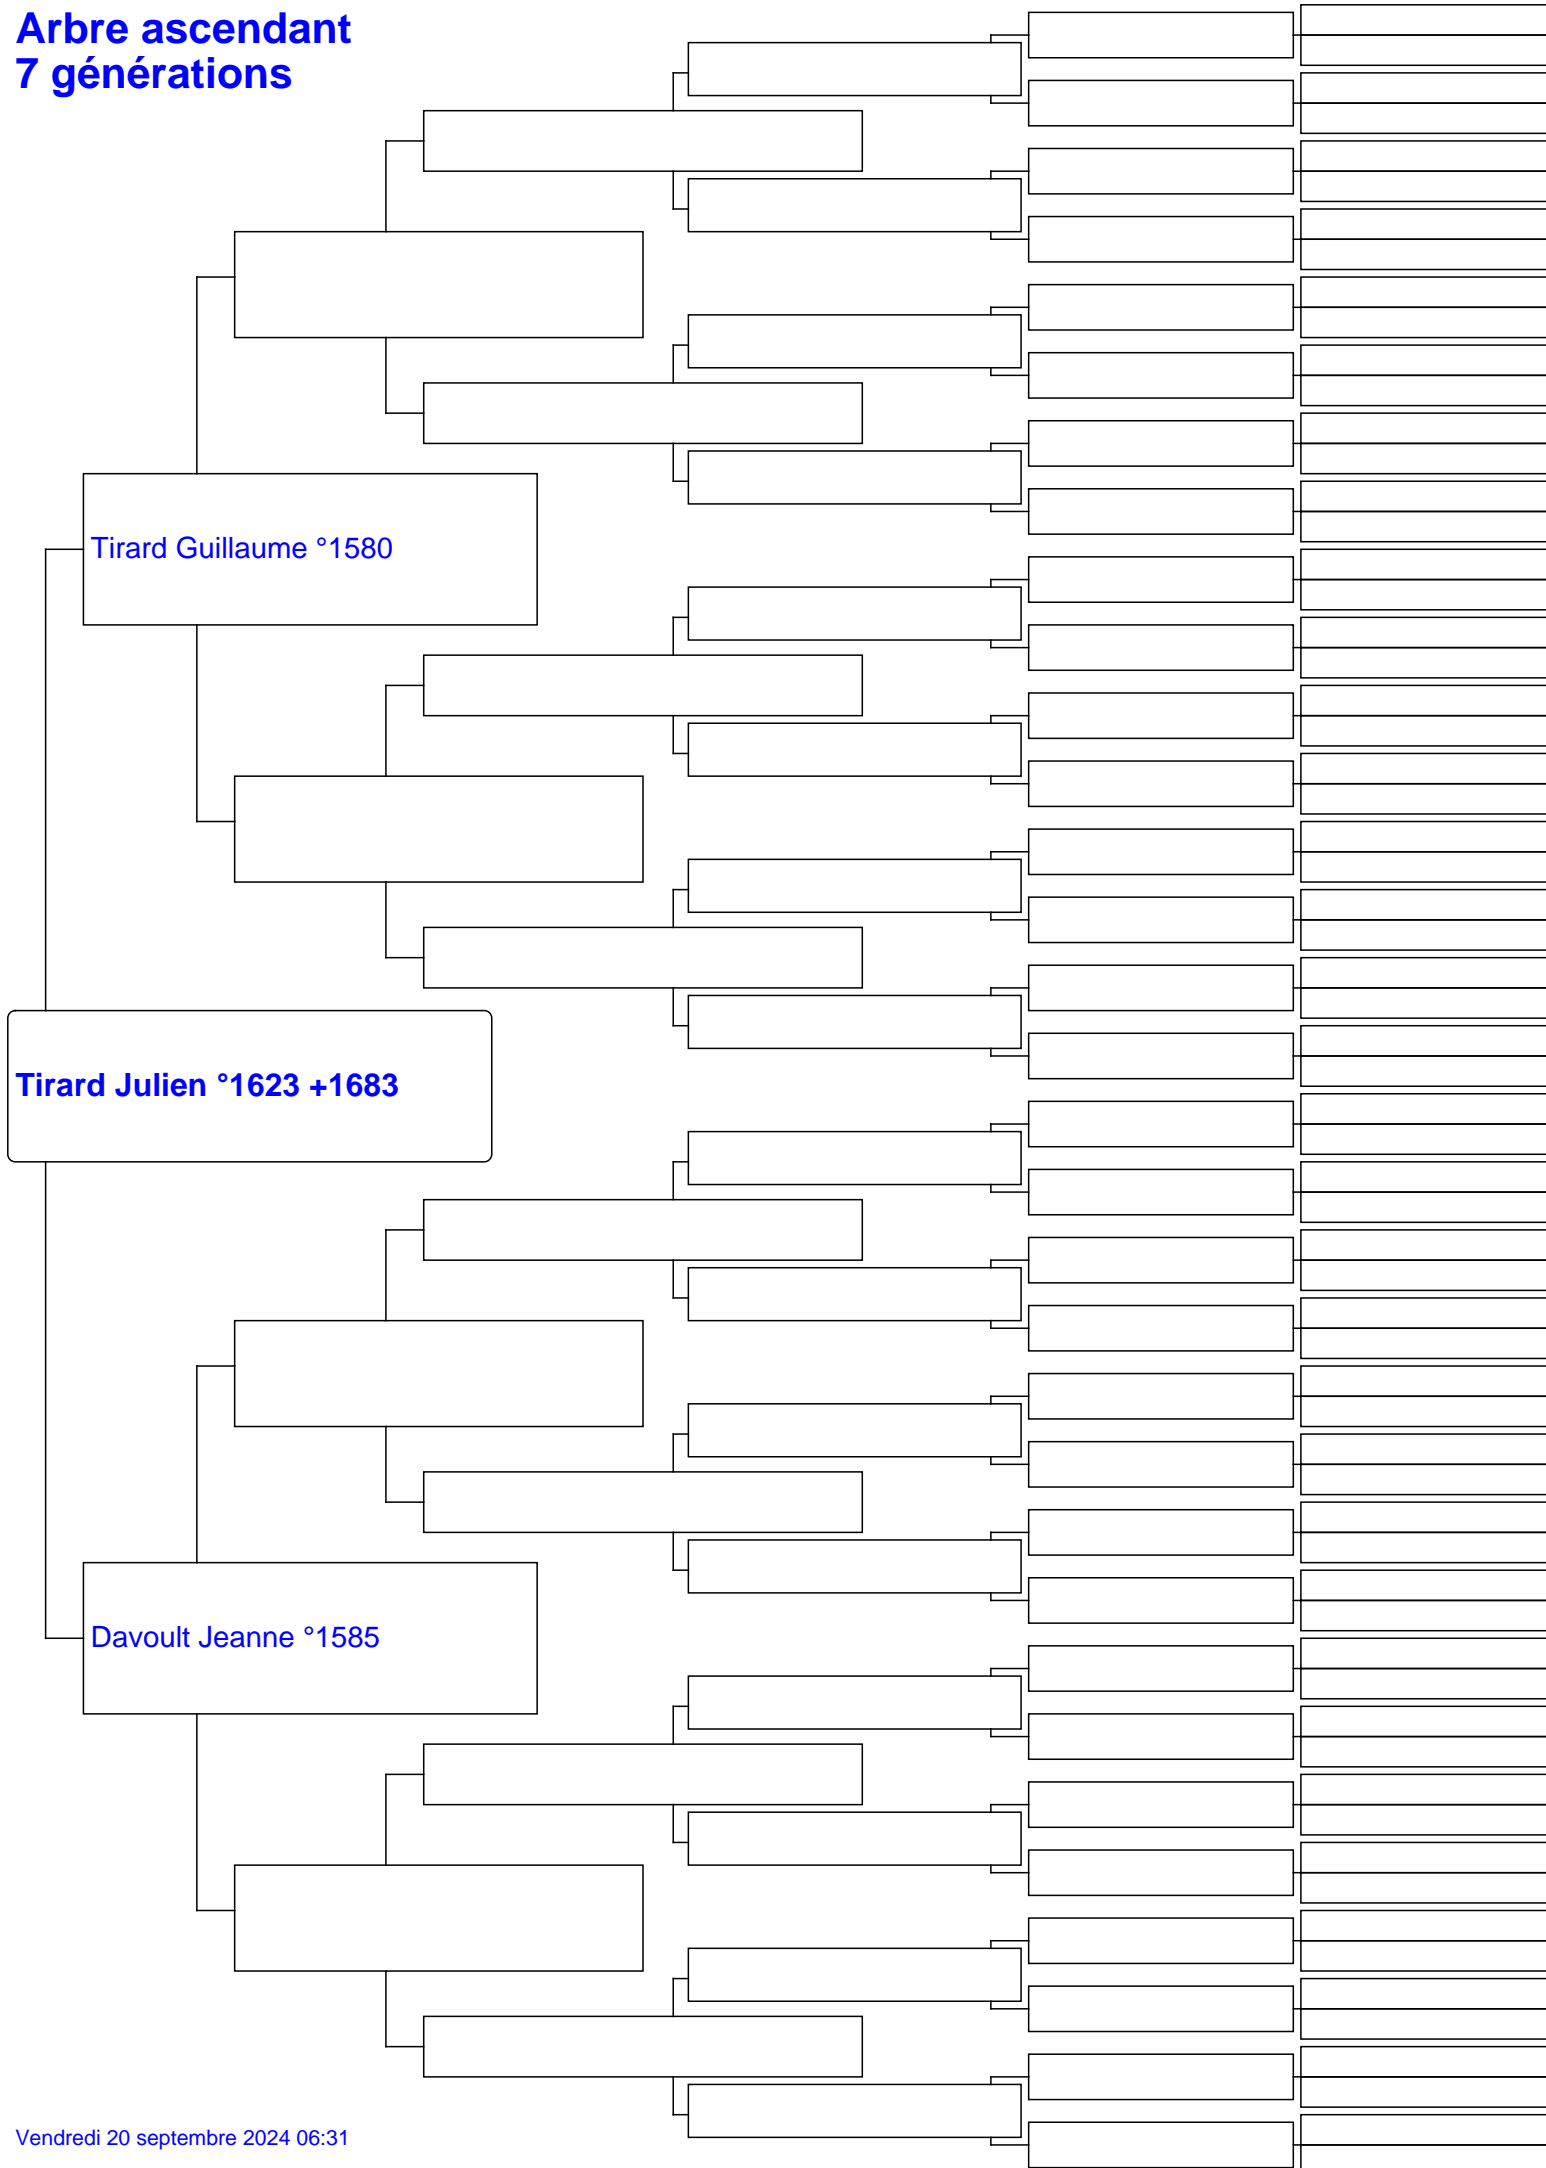 Arbre ascendant
7 générations
Tirard Guillaume °1580
Tirard Julien °1623 +1683
Davoult Jeanne °1585
Vendredi 20 septembre 2024 06:31